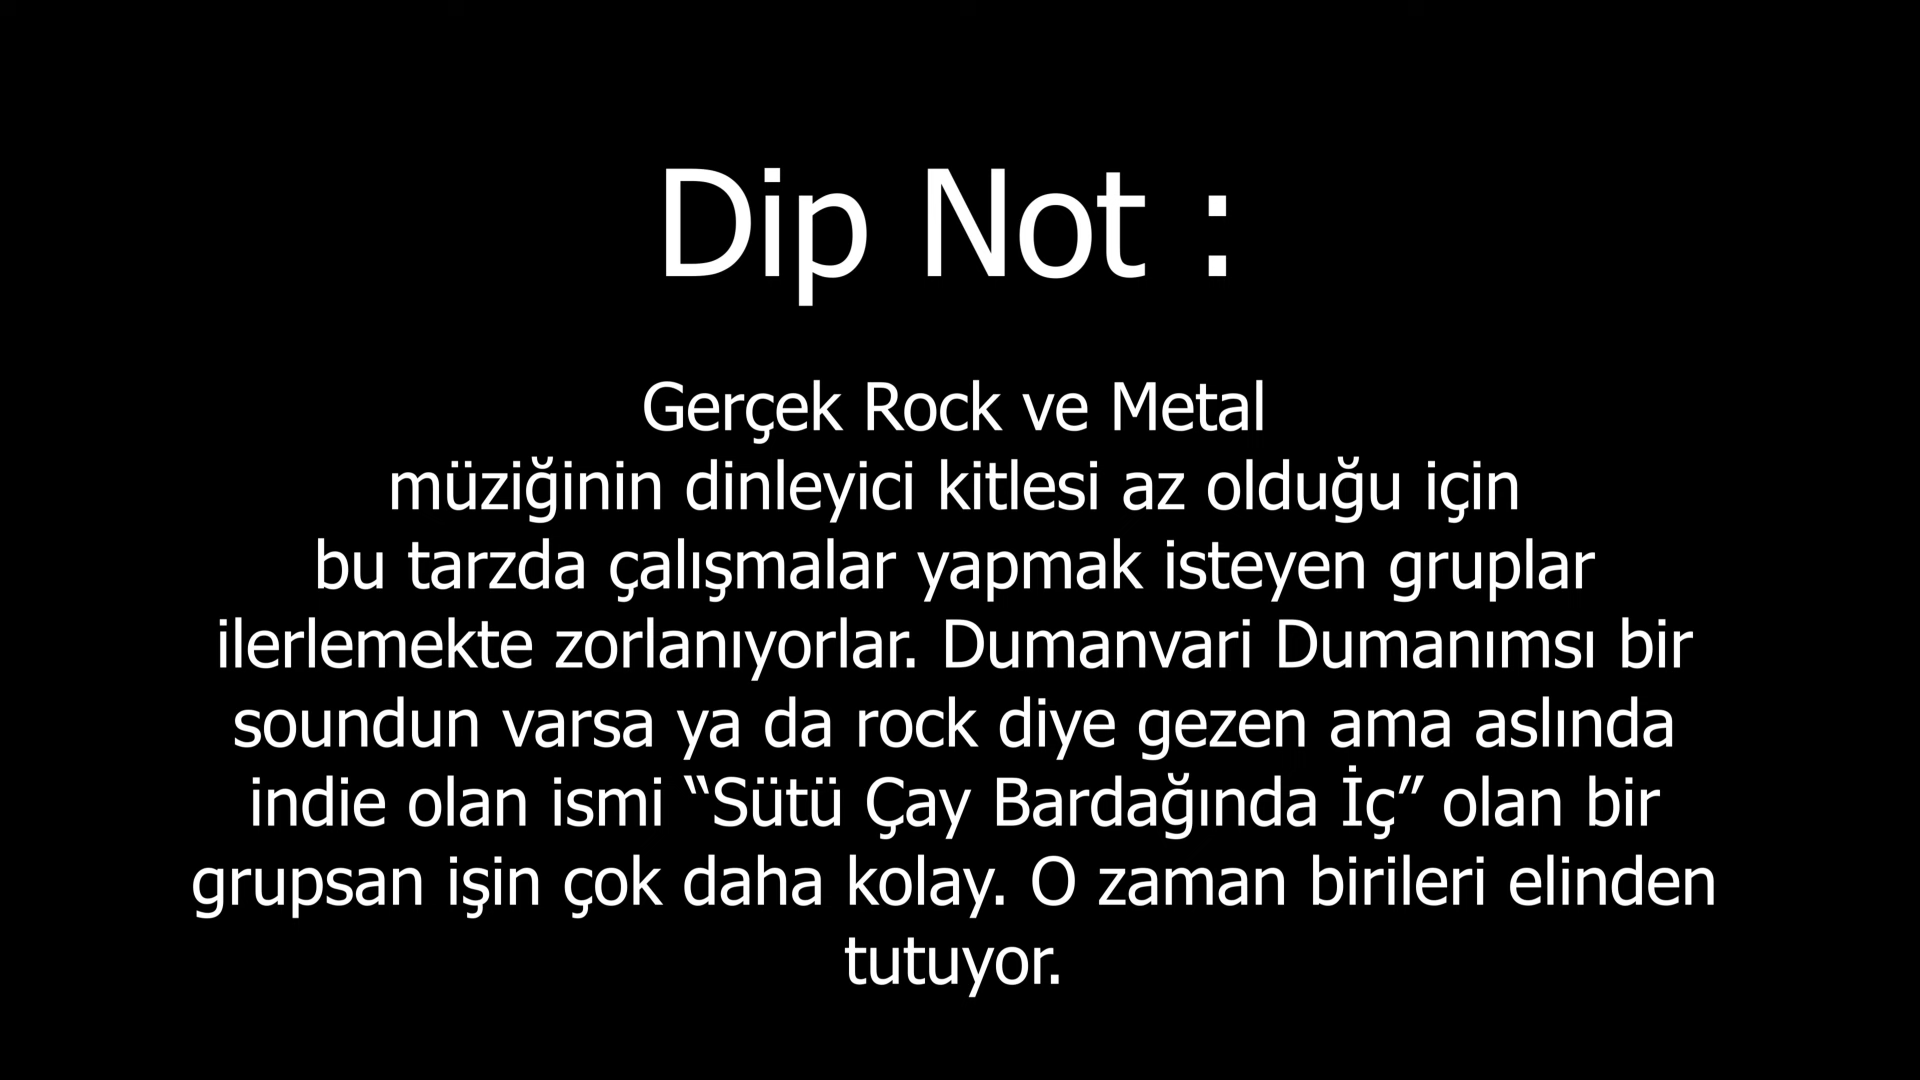 Dip Not :
Gerçek Rock ve Metal
müziğinin dinleyici kitlesi az olduğu için
bu tarzda çalışmalar yapmak isteyen gruplar
ilerlemekte zorlanıyorlar. Dumanvari Dumanımsı bir
soundun varsa ya da rock diye gezen ama aslında
indie olan ismi “Sütü Çay Bardağında İç” olan bir
grupsan işin çok daha kolay. O zaman birileri elinden
tutuyor.